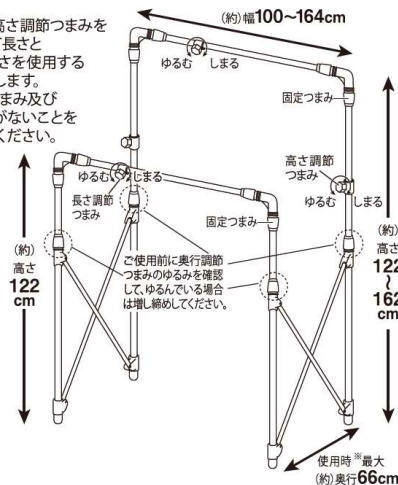 高さ調節つまみを
長さと
さを使用する
します。
まみ及び
がないことを
ください。
(約)幅100〜164cm
ゆるむ しまる
固定つまみ
高さ調節
つまみ
ゆるむ しまる
ゆるむ しまる
長さ調節
つまみ
固定つまみ
(約)
高さ
122
cm
(約)
高さ
122
〜
162
cm
ご使用前に奥行調節
つまみのゆるみを確認
して、ゆるんでいる場合
は増し締めしてください。
使用時※最大
(約)奥行66cm